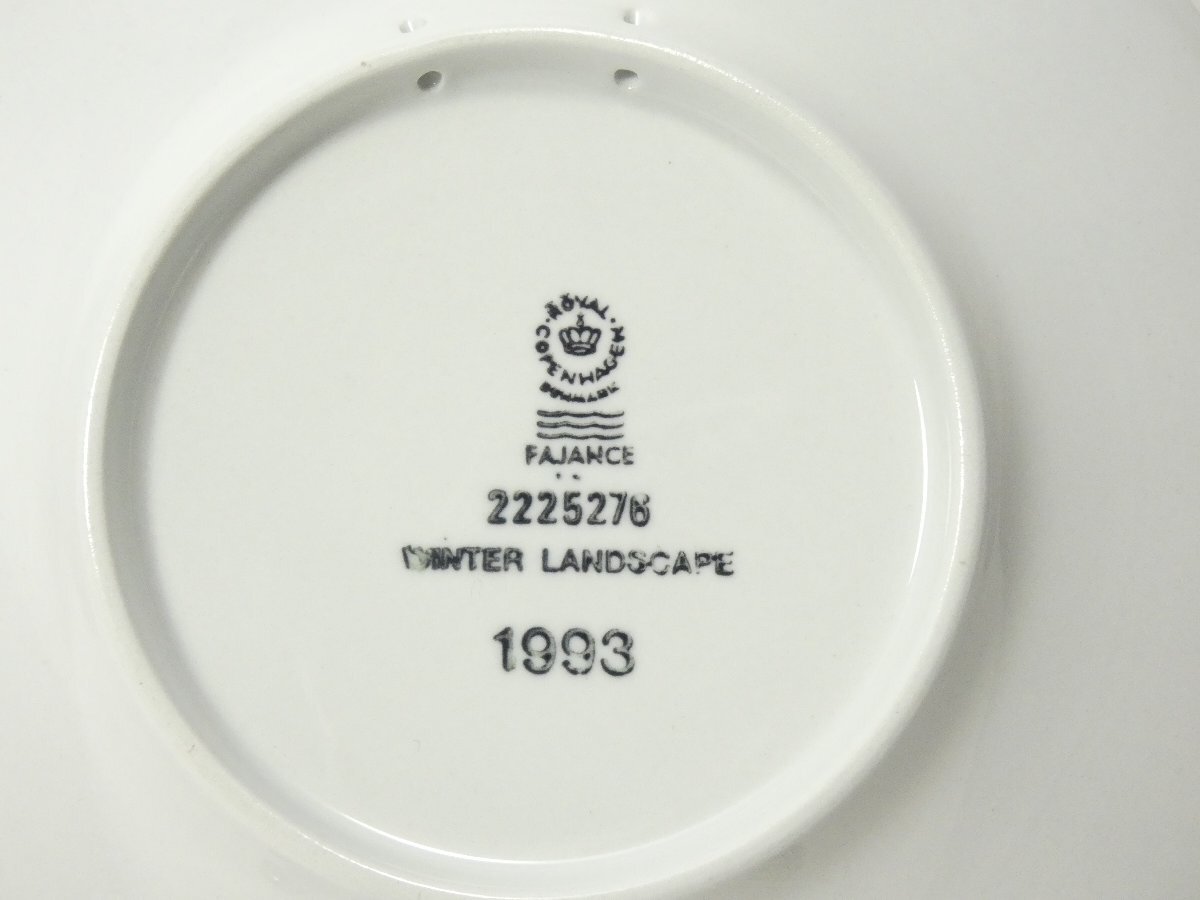 ROYAL
COPENHAGEN
DENMARK
FAJANCE
2225276
WINTER LANDSCAPE
1993